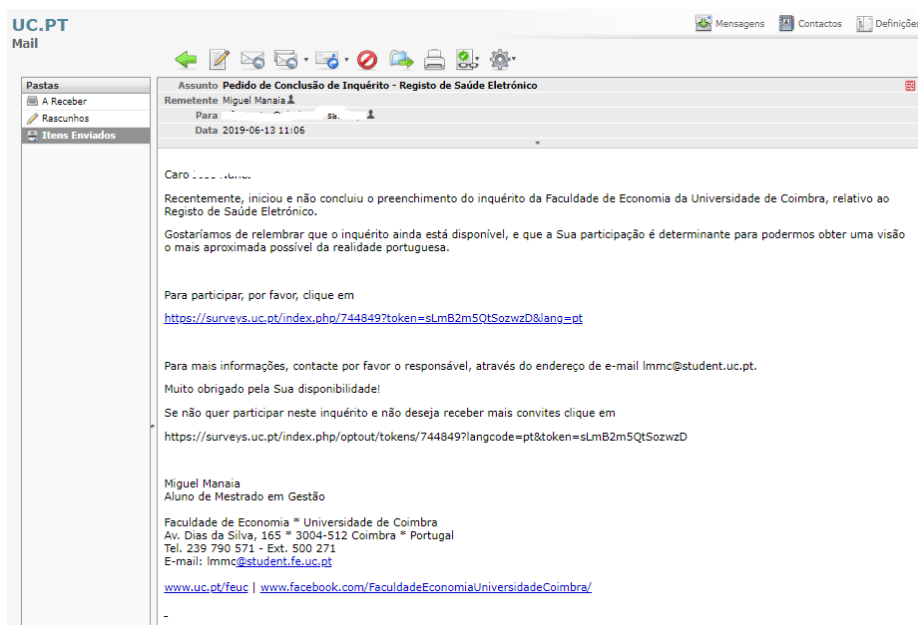 UC.PT
Mail
Mensagens
Contactos
Definições
Pastas
A Receber
Rascunhos
Itens Enviados
Assunto Pedido de Conclusão de Inquérito - Registo de Saúde Eletrónico
Remetente Miguel Manaia
Para
Data 2019-06-13 11:06
Caro
Recentemente, iniciou e não concluiu o preenchimento do inquérito da Faculdade de Economia da Universidade de Coimbra, relativo ao
Registo de Saúde Eletrónico.
Gostaríamos de relembrar que o inquérito ainda está disponível, e que a Sua participação é determinante para podermos obter uma visão
o mais aproximada possível da realidade portuguesa.
Para participar, por favor, clique em
https://surveys.uc.pt/index.php/744849?token=sLmB2m5QtSozwzD&lang=pt
Para mais informações, contacte por favor o responsável, através do endereço de e-mail lmmc@student.uc.pt.
Muito obrigado pela Sua disponibilidade!
Se não quer participar neste inquérito e não deseja receber mais convites clique em
https://surveys.uc.pt/index.php/optout/tokens/744849?langcode=pt&token=sLmB2m5QtSozwzD
Miguel Manaia
Aluno de Mestrado em Gestão
Faculdade de Economia * Universidade de Coimbra
Av. Dias da Silva, 165 * 3004-512 Coimbra * Portugal
Tel. 239 790 571 - Ext. 500 271
E-mail: lmmc@student.fe.uc.pt
www.uc.pt/feuc | www.facebook.com/FaculdadeEconomiaUniversidadeCoimbra/
-